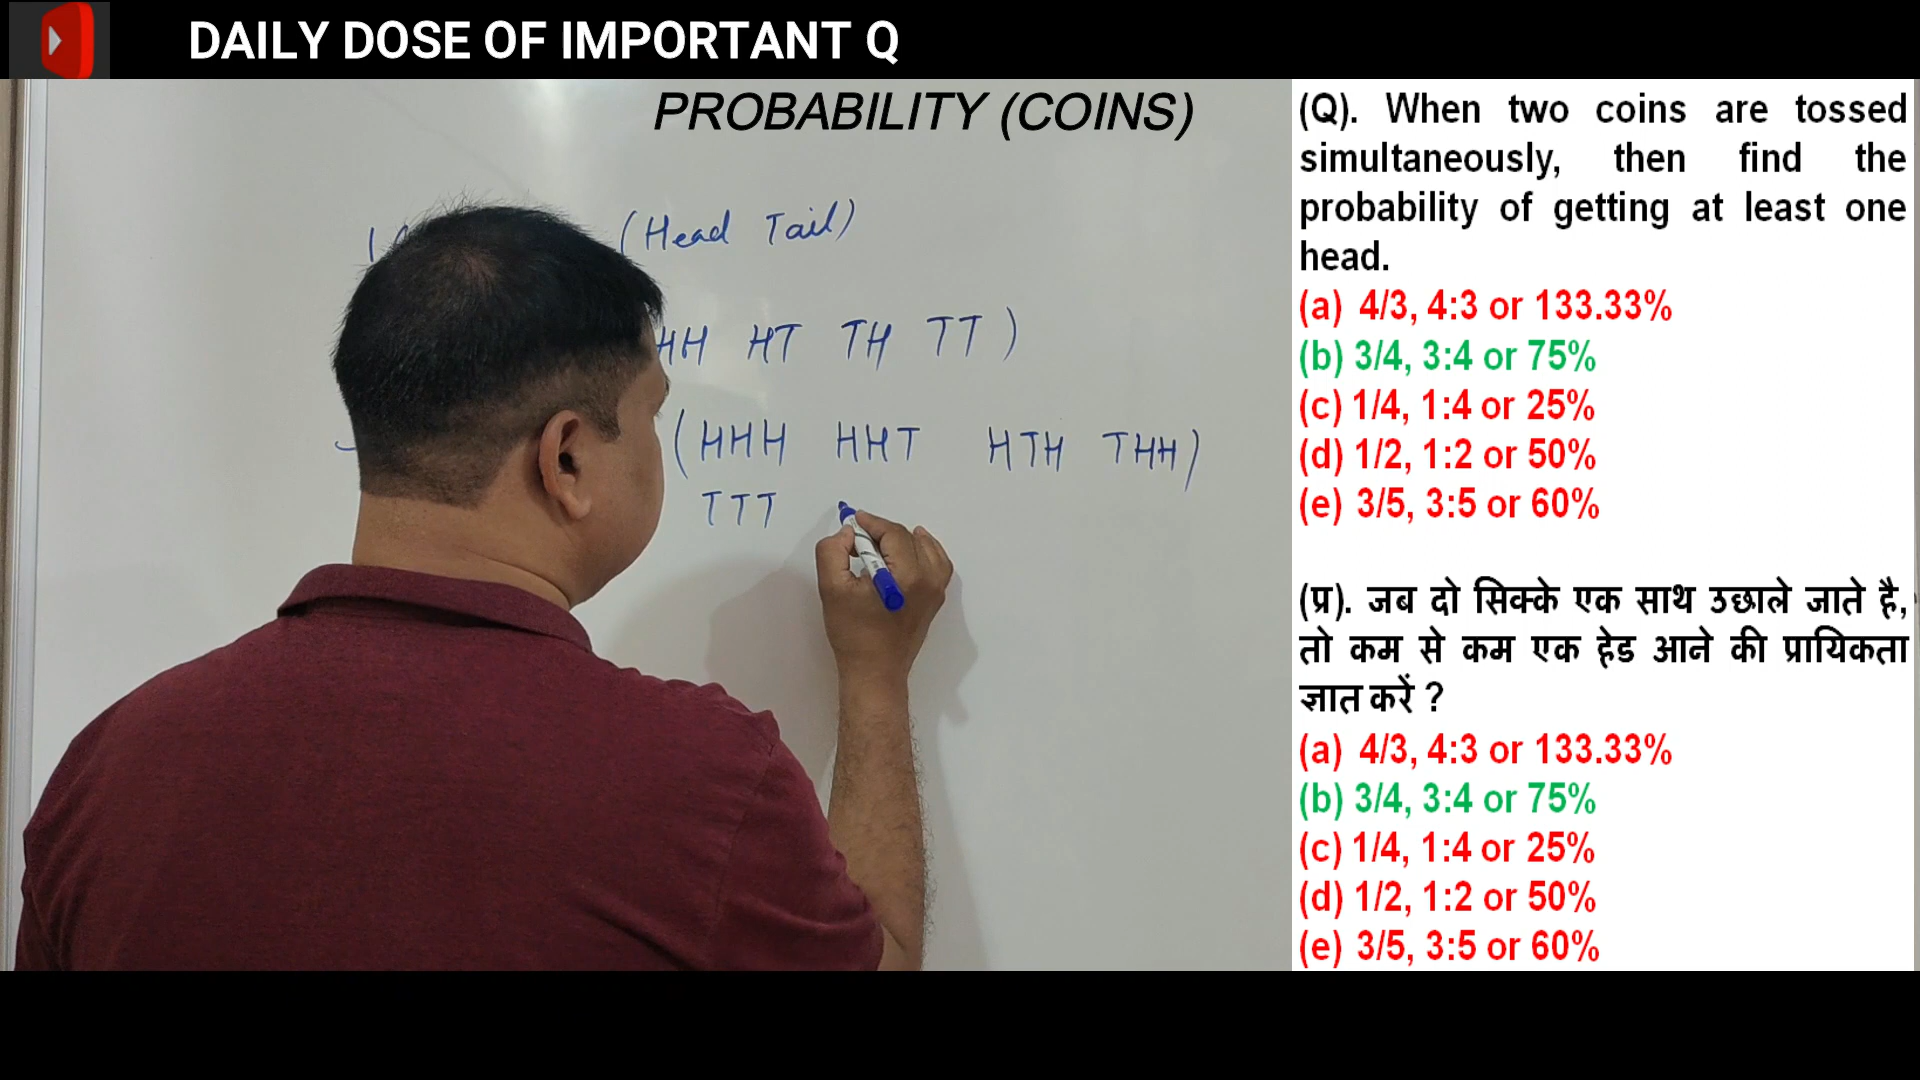 DAILY DOSE OF IMPORTANT Q
PROBABILITY (COINS)
(Head Tail)
HH HT TH TT )
(HHH HHT HTH THH)
TTT
(Q). When two coins are tossed
simultaneously, then find the
probability of getting at least one
head.
(a) 4/3, 4:3 or 133.33%
(b) 3/4, 3:4 or 75%
(c) 1/4, 1:4 or 25%
(d) 1/2, 1:2 or 50%
(e) 3/5, 3:5 or 60%
(प्र). जब दो सिक्के एक साथ उछाले जाते है,
तो कम से कम एक हेड आने की प्रायिकता
ज्ञात करें ?
(a) 4/3, 4:3 or 133.33%
(b) 3/4, 3:4 or 75%
(c) 1/4, 1:4 or 25%
(d) 1/2, 1:2 or 50%
(e) 3/5, 3:5 or 60%